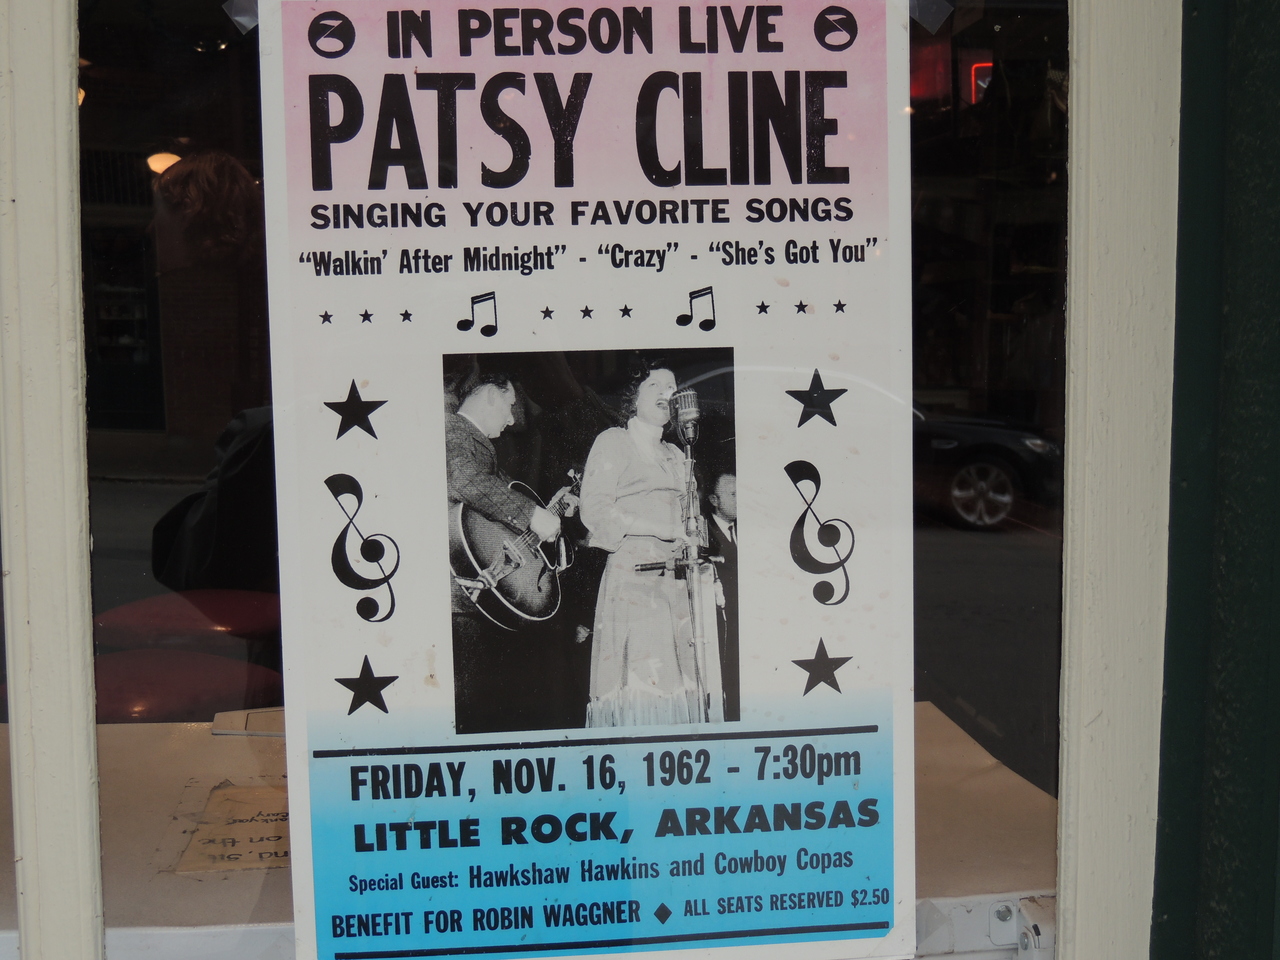 IN PERSON LIVE
PATSY CLINE
SINGING YOUR FAVORITE SONGS
“Walkin’ After Midnight” - “Crazy” - “She’s Got You”
FRIDAY, NOV. 16, 1962 - 7:30pm
LITTLE ROCK, ARKANSAS
Special Guest: Hawkshaw Hawkins and Cowboy Copas
BENEFIT FOR ROBIN WAGGNER ◆ ALL SEATS RESERVED $2.50
on the